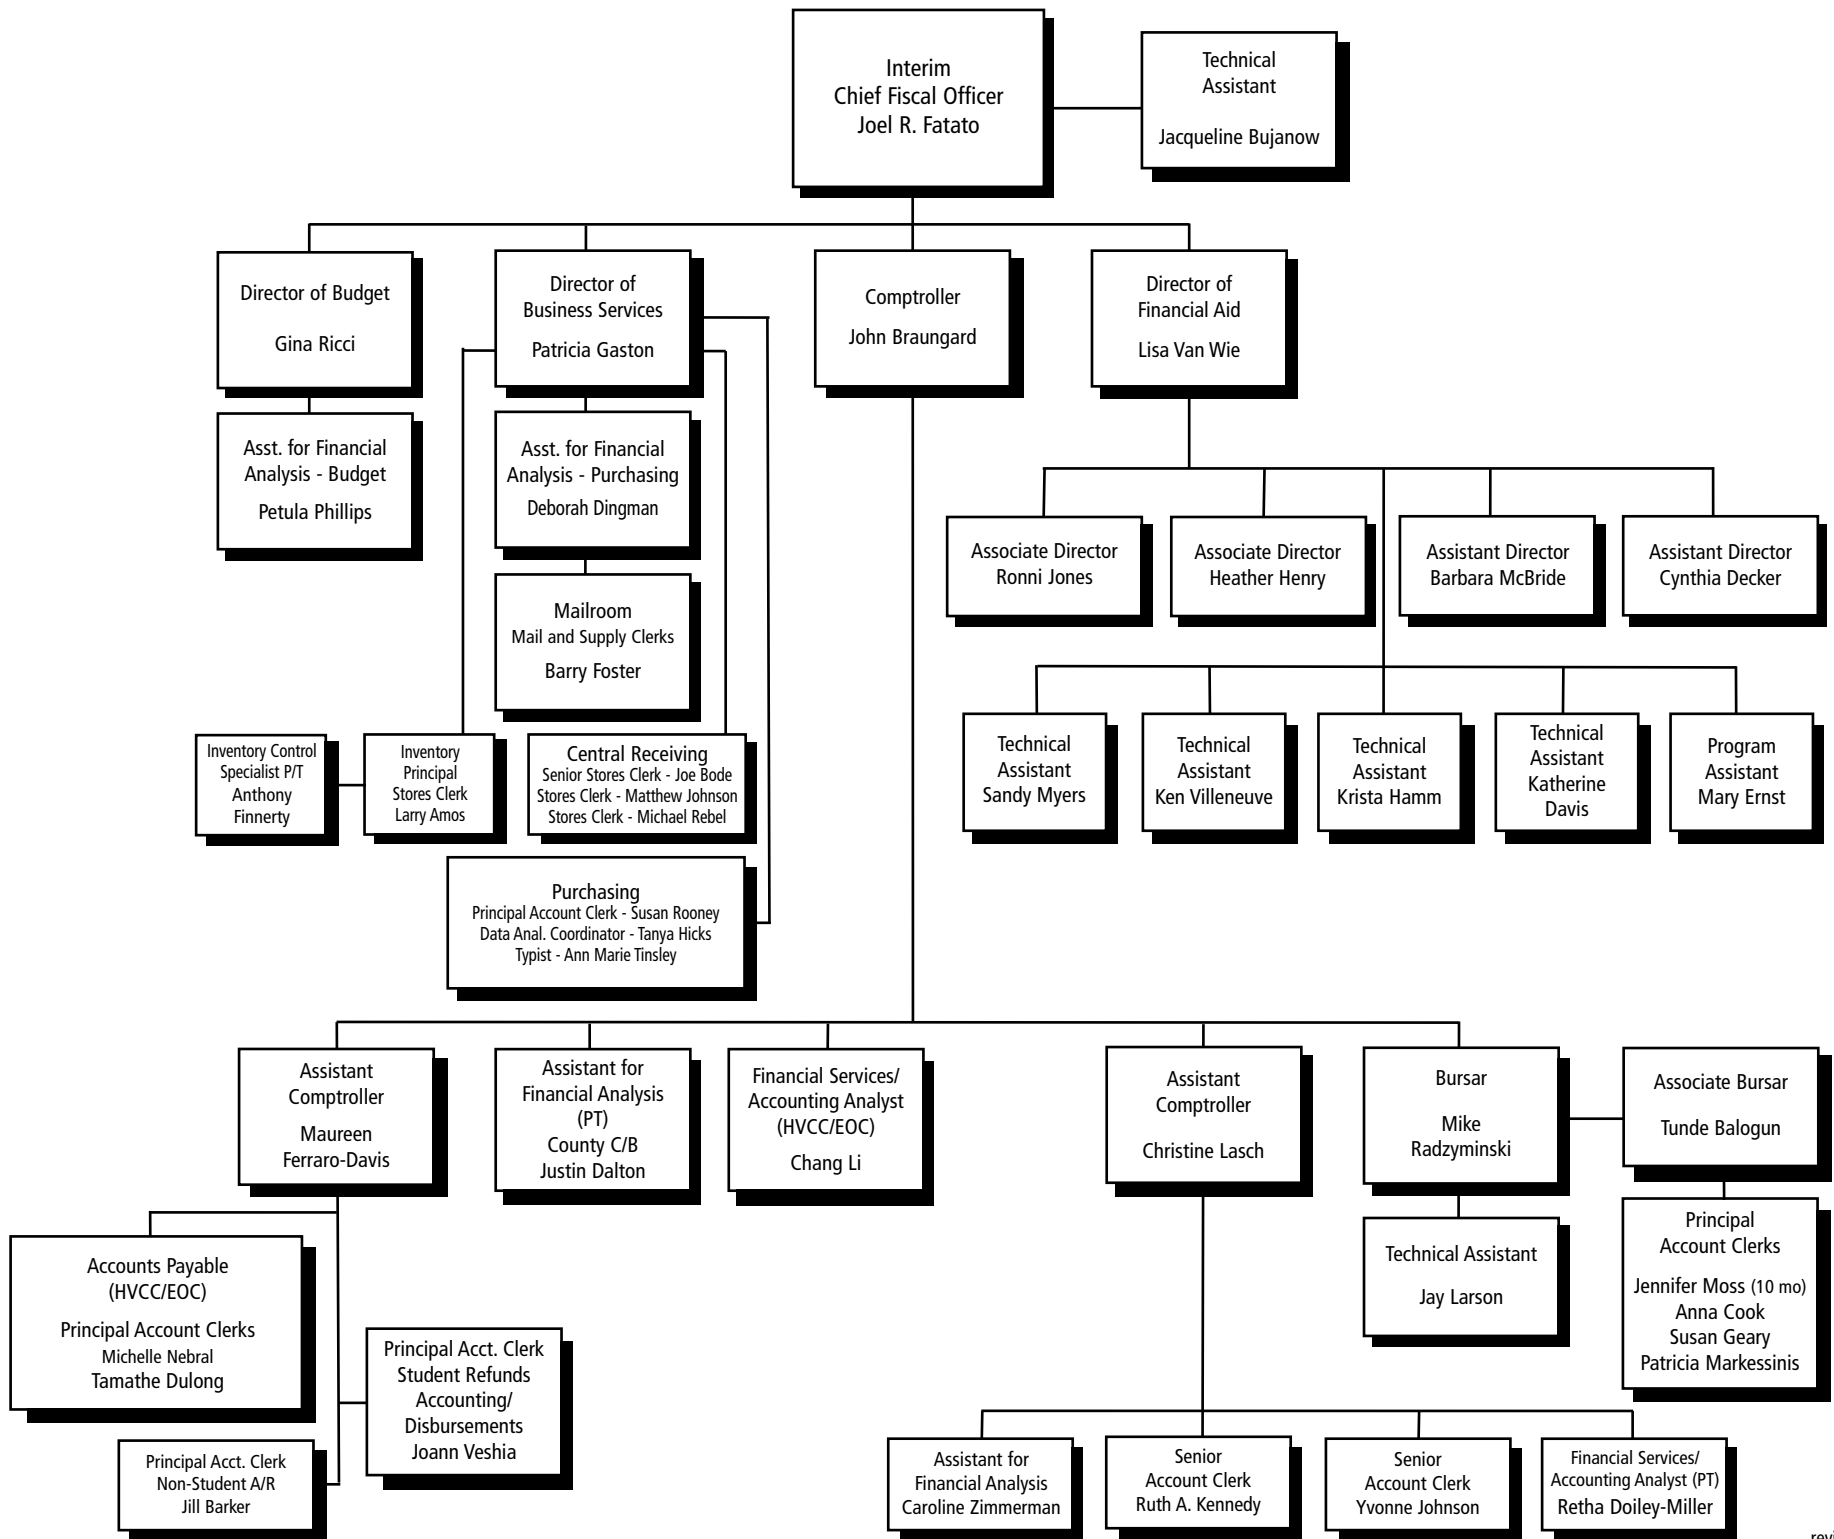 Interim
Chief Fiscal Officer
Joel R. Fatato
Technical
Assistant
Jacqueline Bujanow
Director of Budget
Gina Ricci
Director of
Business Services
Patricia Gaston
Comptroller
John Braungard
Director of
Financial Aid
Lisa Van Wie
Asst. for Financial
Analysis - Budget
Petula Phillips
Asst. for Financial
Analysis - Purchasing
Deborah Dingman
Mailroom
Mail and Supply Clerks
Barry Foster
Associate Director
Ronni Jones
Associate Director
Heather Henry
Assistant Director
Barbara McBride
Assistant Director
Cynthia Decker
Technical
Assistant
Sandy Myers
Technical
Assistant
Ken Villeneuve
Technical
Assistant
Krista Hamm
Technical
Assistant
Katherine
Davis
Program
Assistant
Mary Ernst
Inventory Control
Specialist P/T
Anthony
Finnerty
Inventory
Principal
Stores Clerk
Larry Amos
Central Receiving
Senior Stores Clerk - Joe Bode
Stores Clerk - Matthew Johnson
Stores Clerk - Michael Rebel
Purchasing
Principal Account Clerk - Susan Rooney
Data Anal. Coordinator - Tanya Hicks
Typist - Ann Marie Tinsley
Assistant
Comptroller
Maureen
Ferraro-Davis
Assistant for
Financial Analysis
(PT)
County C/B
Justin Dalton
Financial Services/
Accounting Analyst
(HVCC/EOC)
Chang Li
Assistant
Comptroller
Christine Lasch
Bursar
Mike
Radzyminski
Associate Bursar
Tunde Balogun
Accounts Payable
(HVCC/EOC)
Principal Account Clerks
Michelle Nebral
Tamathe Dulong
Principal Acct. Clerk
Student Refunds
Accounting/
Disbursements
Joann Veshia
Principal Acct. Clerk
Non-Student A/R
Jill Barker
Technical Assistant
Jay Larson
Principal
Account Clerks
Jennifer Moss (10 mo)
Anna Cook
Susan Geary
Patricia Markessinis
Assistant for
Financial Analysis
Caroline Zimmerman
Senior
Account Clerk
Ruth A. Kennedy
Senior
Account Clerk
Yvonne Johnson
Financial Services/
Accounting Analyst (PT)
Retha Doiley-Miller